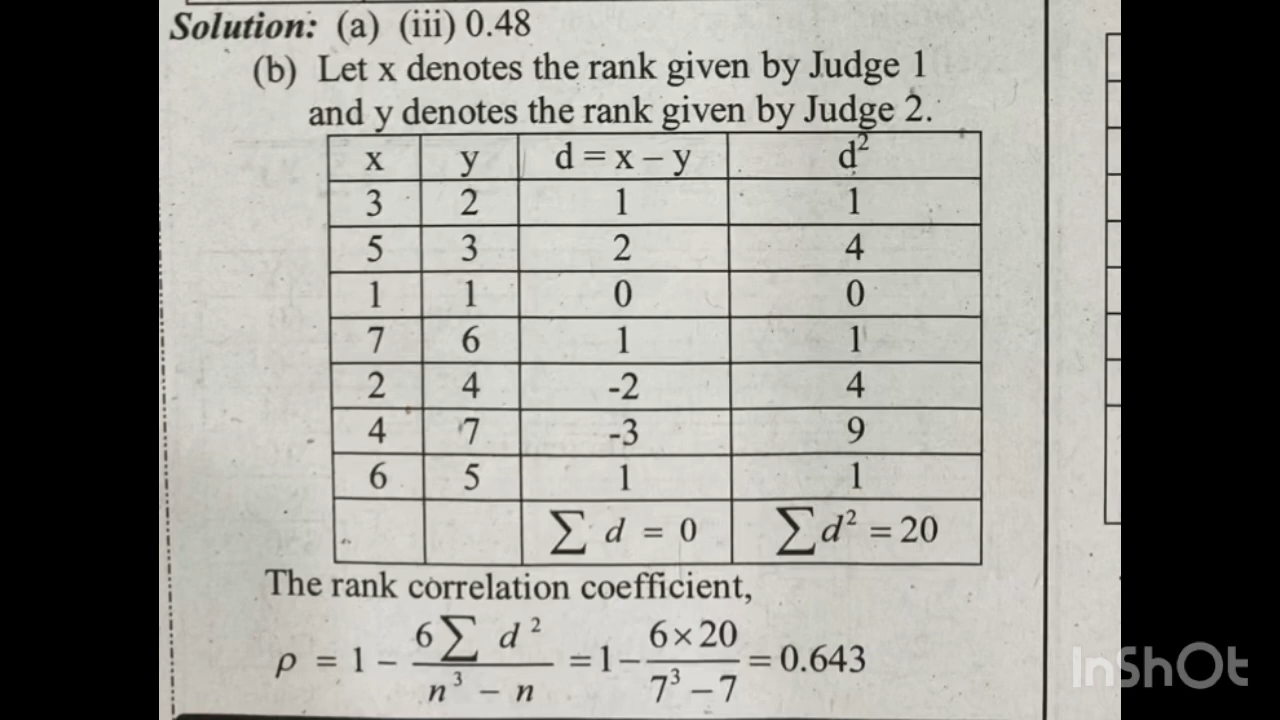 Solution: (a) (iii) 0.48
(b) Let x denotes the rank given by Judge 1
and y denotes the rank given by Judge 2.
x y d = x – y d²
3 2 1 1
5 3 2 4
1 1 0 0
7 6 1 1
2 4 -2 4
4 7 -3 9
6 5 1 1
∑ d = 0 ∑d² = 20
The rank correlation coefficient,
ρ = 1 – 6∑ d² / n³ – n = 1 – 6×20 / 7³ – 7 = 0.643
InShOt